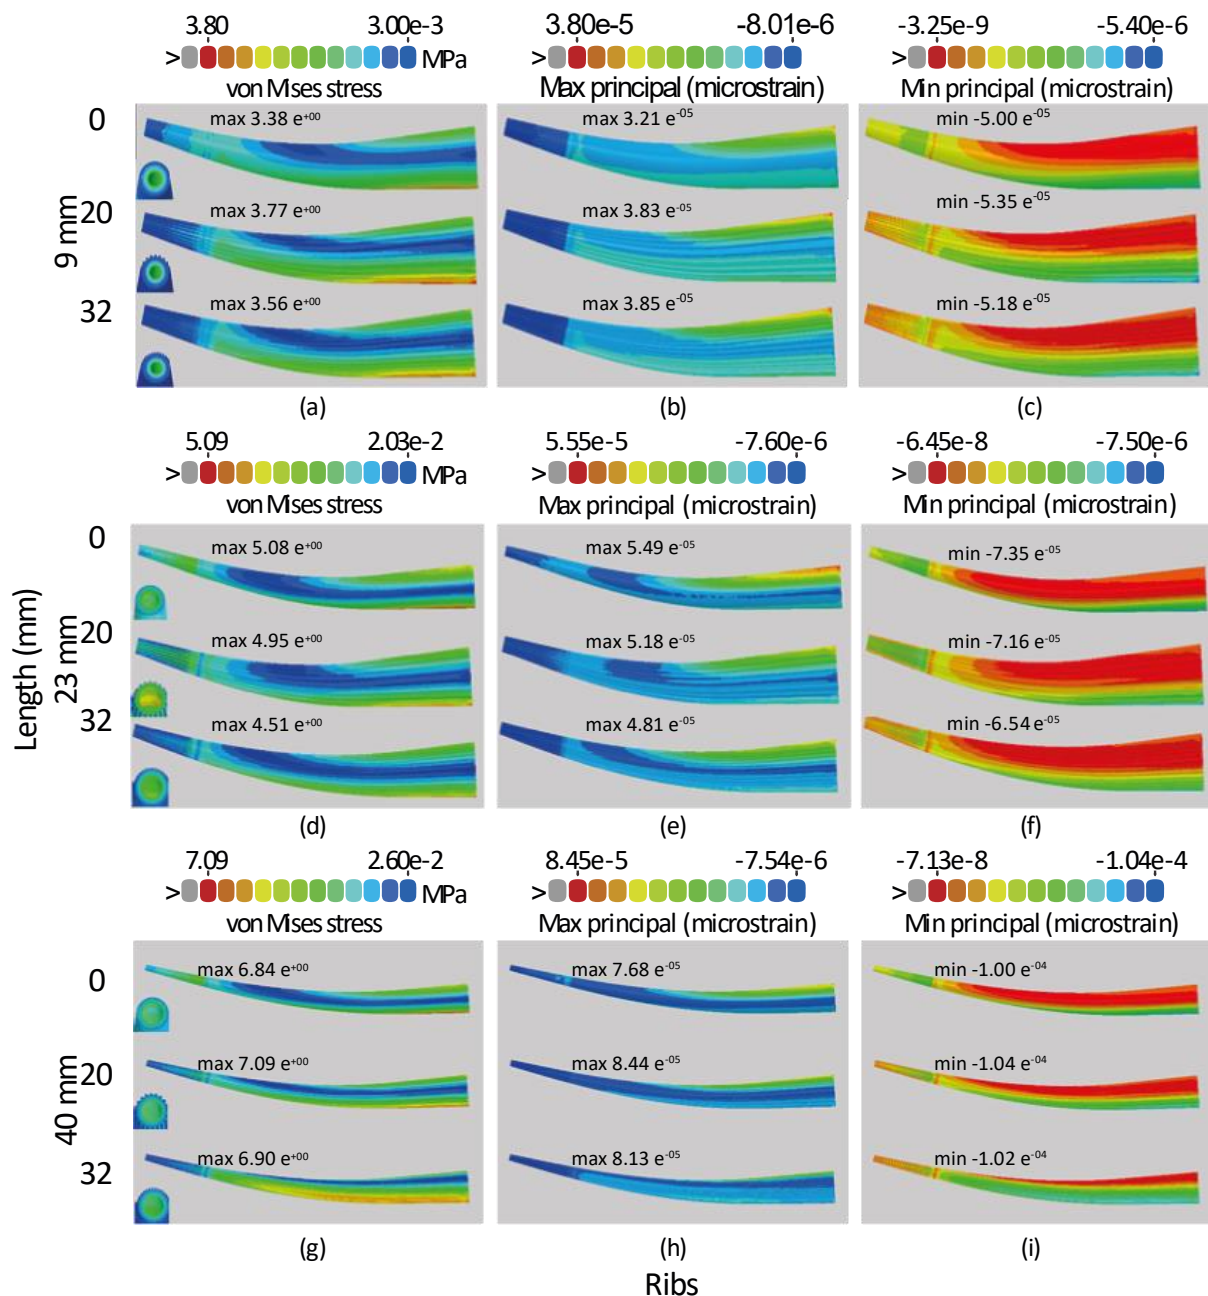 3.80 3.00e-3
> MPa
von Mises stress
3.80e-5 -8.01e-6
>
Max principal (microstrain)
-3.25e-9 -5.40e-6
>
Min principal (microstrain)
Length (mm)
9 mm
0
max 3.38 e+00
max 3.21 e-05
min -5.00 e-05
20
max 3.77 e+00
max 3.83 e-05
min -5.35 e-05
32
max 3.56 e+00
max 3.85 e-05
min -5.18 e-05
(a) (b) (c)
5.09 2.03e-2
> MPa
von Mises stress
5.55e-5 -7.60e-6
>
Max principal (microstrain)
-6.45e-8 -7.50e-6
>
Min principal (microstrain)
23 mm
0
max 5.08 e+00
max 5.49 e-05
min -7.35 e-05
20
max 4.95 e+00
max 5.18 e-05
min -7.16 e-05
32
max 4.51 e+00
max 4.81 e-05
min -6.54 e-05
(d) (e) (f)
7.09 2.60e-2
> MPa
von Mises stress
8.45e-5 -7.54e-6
>
Max principal (microstrain)
-7.13e-8 -1.04e-4
>
Min principal (microstrain)
40 mm
0
max 6.84 e+00
max 7.68 e-05
min -1.00 e-04
20
max 7.09 e+00
max 8.44 e-05
min -1.04 e-04
32
max 6.90 e+00
max 8.13 e-05
min -1.02 e-04
(g) (h) (i)
Ribs